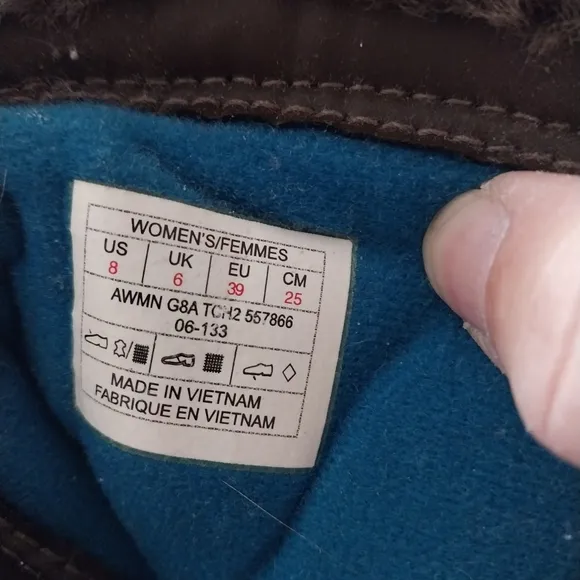 WOMEN'S/FEMMES
US UK EU CM
8 6 39 25
AWMN G8A TCH2 557866
06-133
MADE IN VIETNAM
FABRIQUE EN VIETNAM